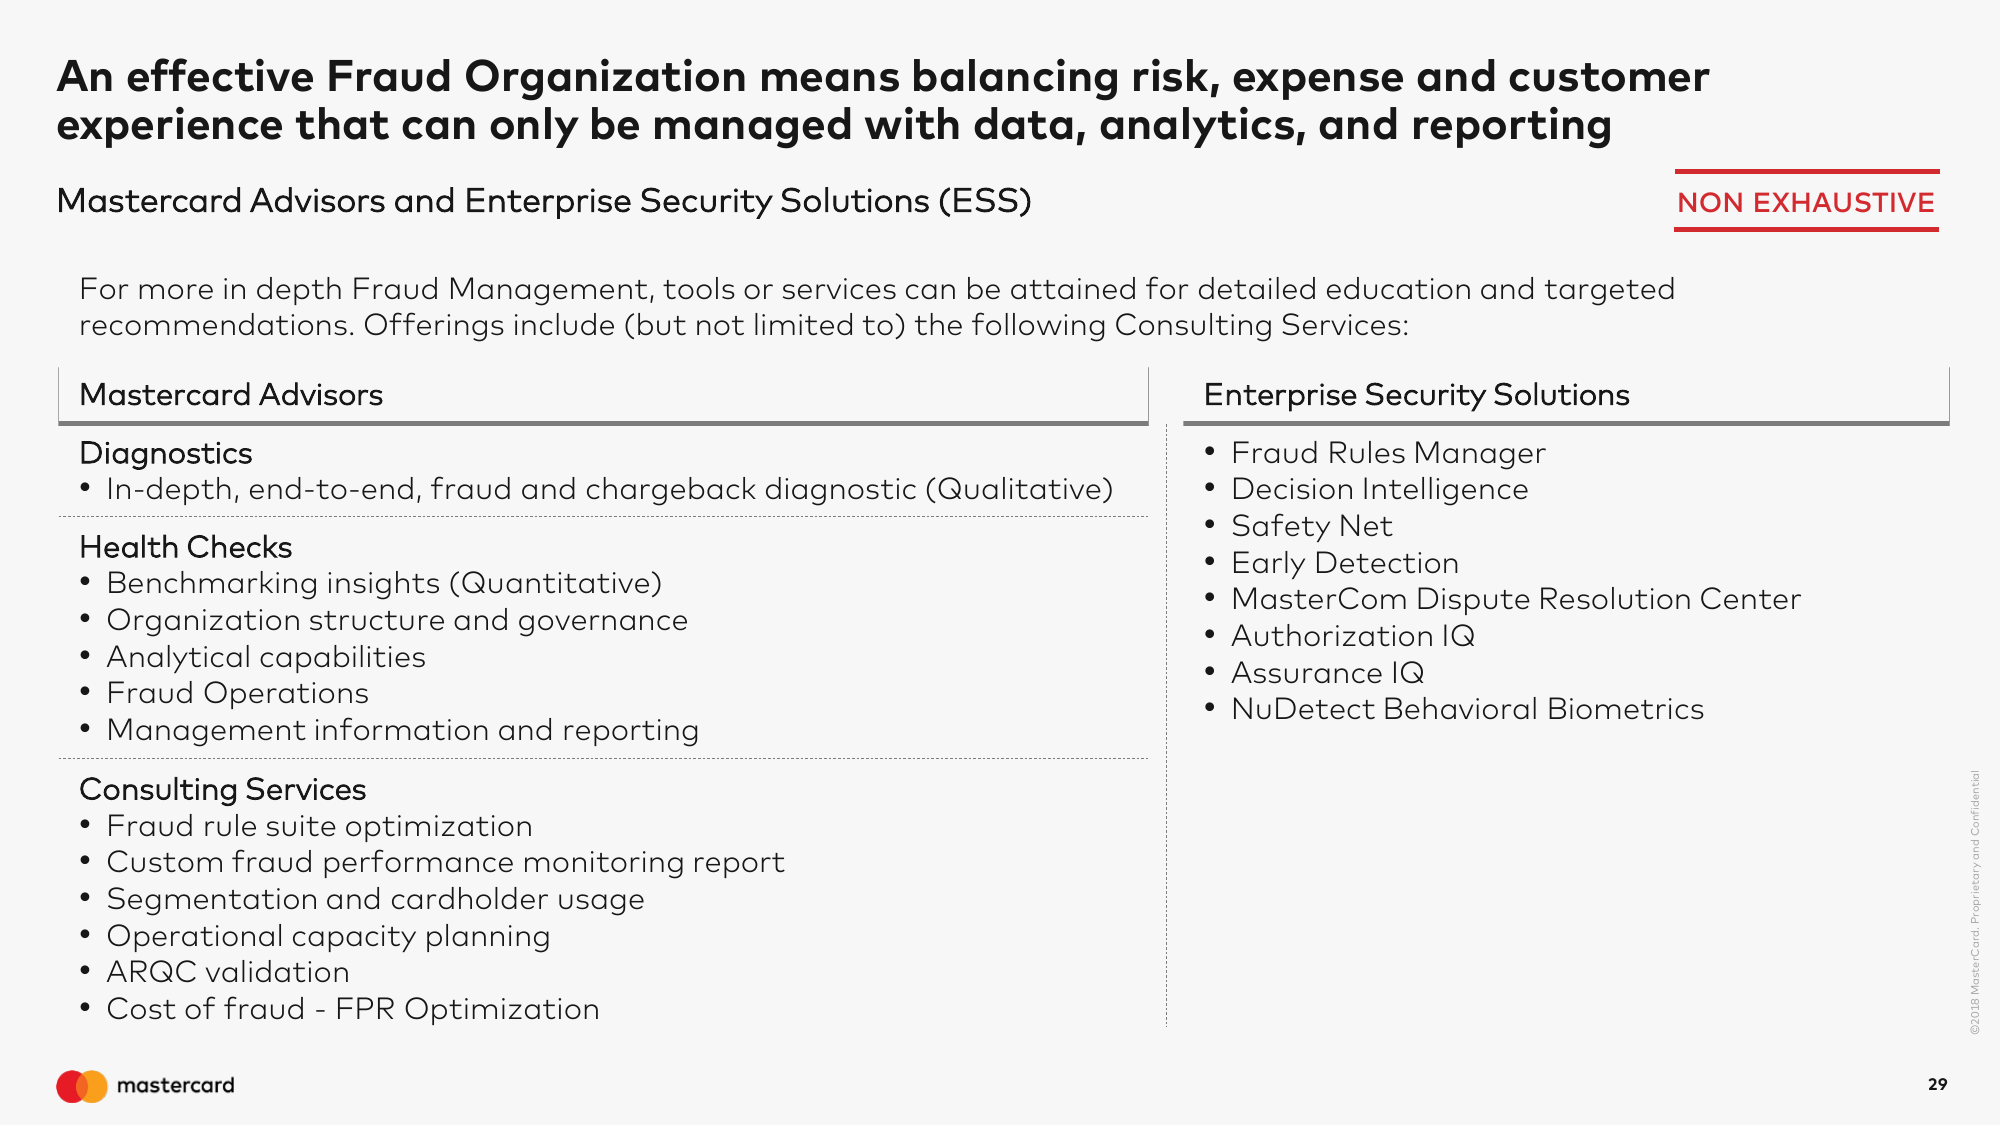 An effective Fraud Organization means balancing risk, expense and customer
experience that can only be managed with data, analytics, and reporting
Mastercard Advisors and Enterprise Security Solutions (ESS)
NON EXHAUSTIVE
For more in depth Fraud Management, tools or services can be attained for detailed education and targeted
recommendations. Offerings include (but not limited to) the following Consulting Services:
Mastercard Advisors
Diagnostics
• In-depth, end-to-end, fraud and chargeback diagnostic (Qualitative)
Health Checks
• Benchmarking insights (Quantitative)
• Organization structure and governance
• Analytical capabilities
• Fraud Operations
• Management information and reporting
Consulting Services
• Fraud rule suite optimization
• Custom fraud performance monitoring report
• Segmentation and cardholder usage
• Operational capacity planning
• ARQC validation
• Cost of fraud - FPR Optimization
Enterprise Security Solutions
• Fraud Rules Manager
• Decision Intelligence
• Safety Net
• Early Detection
• MasterCom Dispute Resolution Center
• Authorization IQ
• Assurance IQ
• NuDetect Behavioral Biometrics
©2018 MasterCard. Proprietary and Confidential
mastercard
29